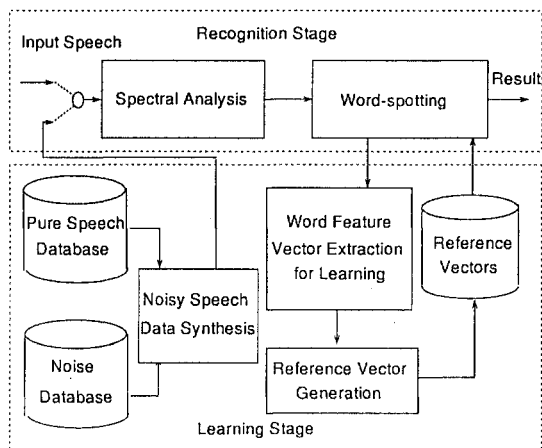 Recognition Stage
Input Speech
Spectral Analysis
Word-spotting
Result
Pure Speech
Database
Noisy Speech
Data Synthesis
Noise
Database
Word Feature
Vector Extraction
for Learning
Reference
Vectors
Reference Vector
Generation
Learning Stage